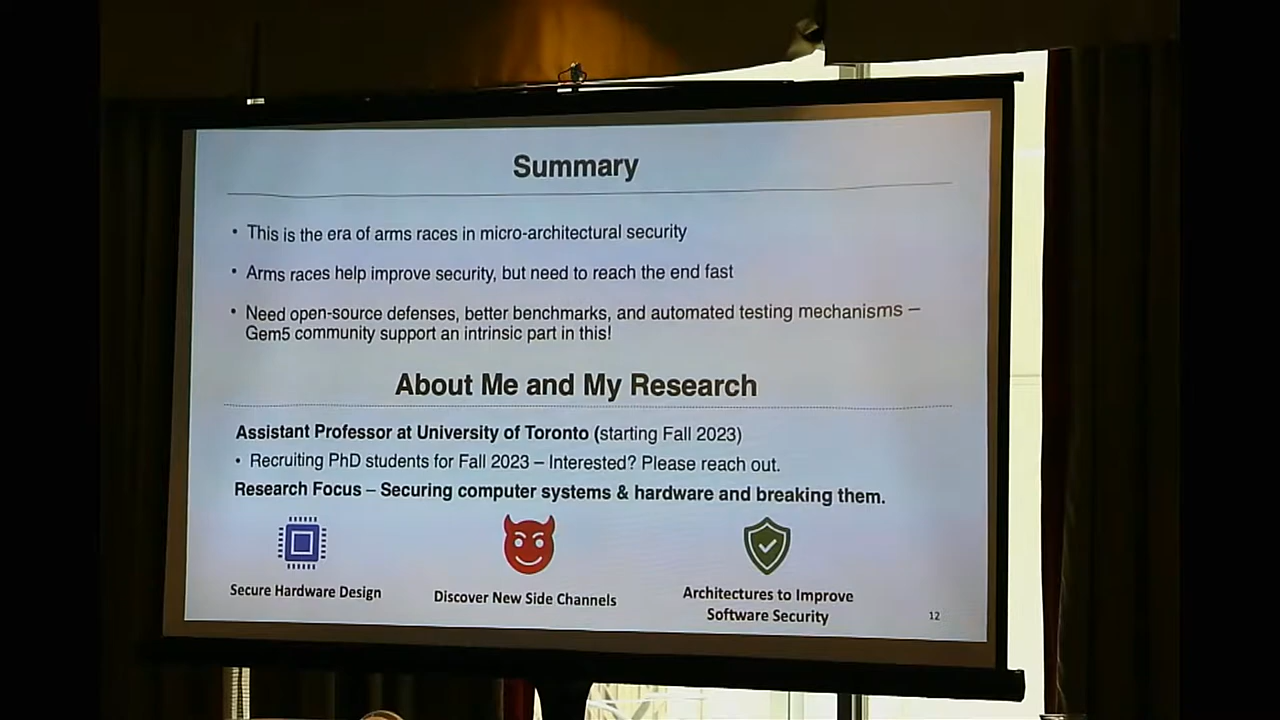 Summary
• This is the era of arms races in micro-architectural security
• Arms races help improve security, but need to reach the end fast
• Need open-source defenses, better benchmarks, and automated testing mechanisms –
Gem5 community support an intrinsic part in this!
About Me and My Research
Assistant Professor at University of Toronto (starting Fall 2023)
• Recruiting PhD students for Fall 2023 – Interested? Please reach out.
Research Focus – Securing computer systems & hardware and breaking them.
Secure Hardware Design
Discover New Side Channels
Architectures to Improve
Software Security
12